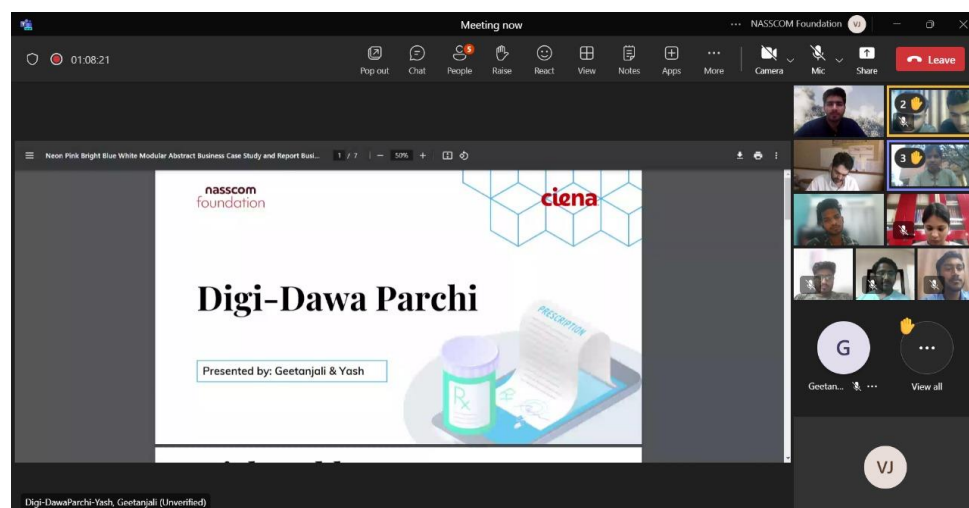 Meeting now
NASSCOM Foundation
VJ
01:08:21
Pop out
Chat
5
People
Raise
React
View
Notes
Apps
More
Camera
Mic
Share
Leave
Neon Pink Bright Blue White Modular Abstract Business Case Study and Report Busi...
1 / 7
50%
nasscom
foundation
ciena
Digi-Dawa Parchi
Presented by: Geetanjali & Yash
PRESCRIPTION
Rx
2
3
G
Geetan...
View all
VJ
Digi-DawaParchi-Yash, Geetanjali (Unverified)